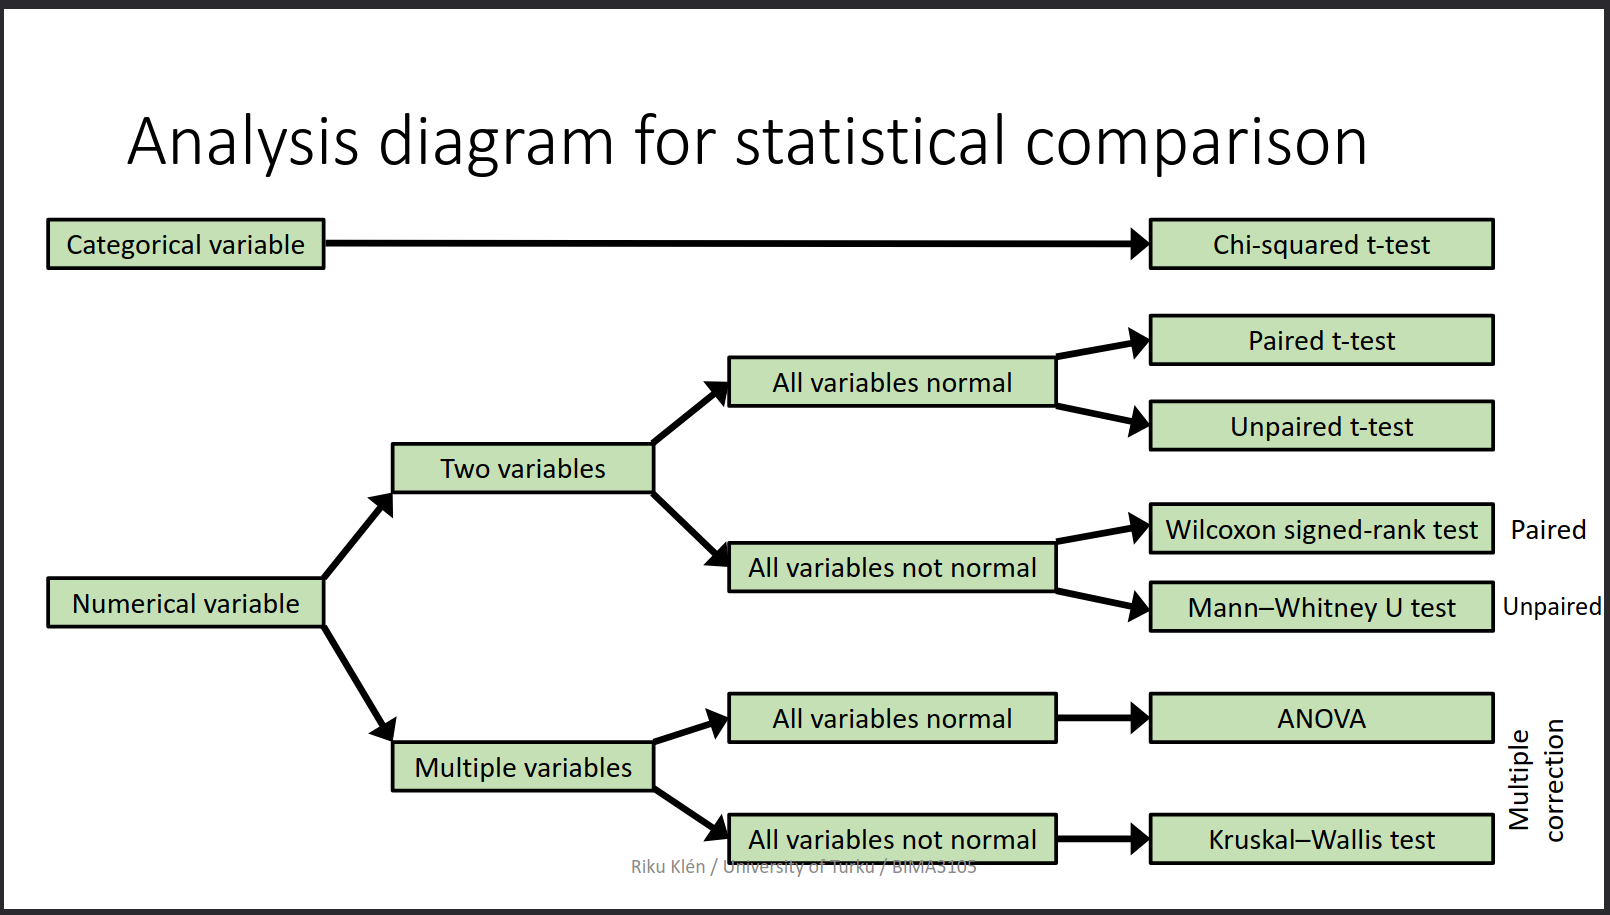 Analysis diagram for statistical comparison
Categorical variable
Chi-squared t-test
Paired t-test
All variables normal
Unpaired t-test
Two variables
Wilcoxon signed-rank test
Paired
All variables not normal
Mann–Whitney U test
Unpaired
Numerical variable
All variables normal
ANOVA
Multiple variables
Multiple
correction
All variables not normal
Kruskal–Wallis test
Riku Klén / University of Turku / BIMA3105